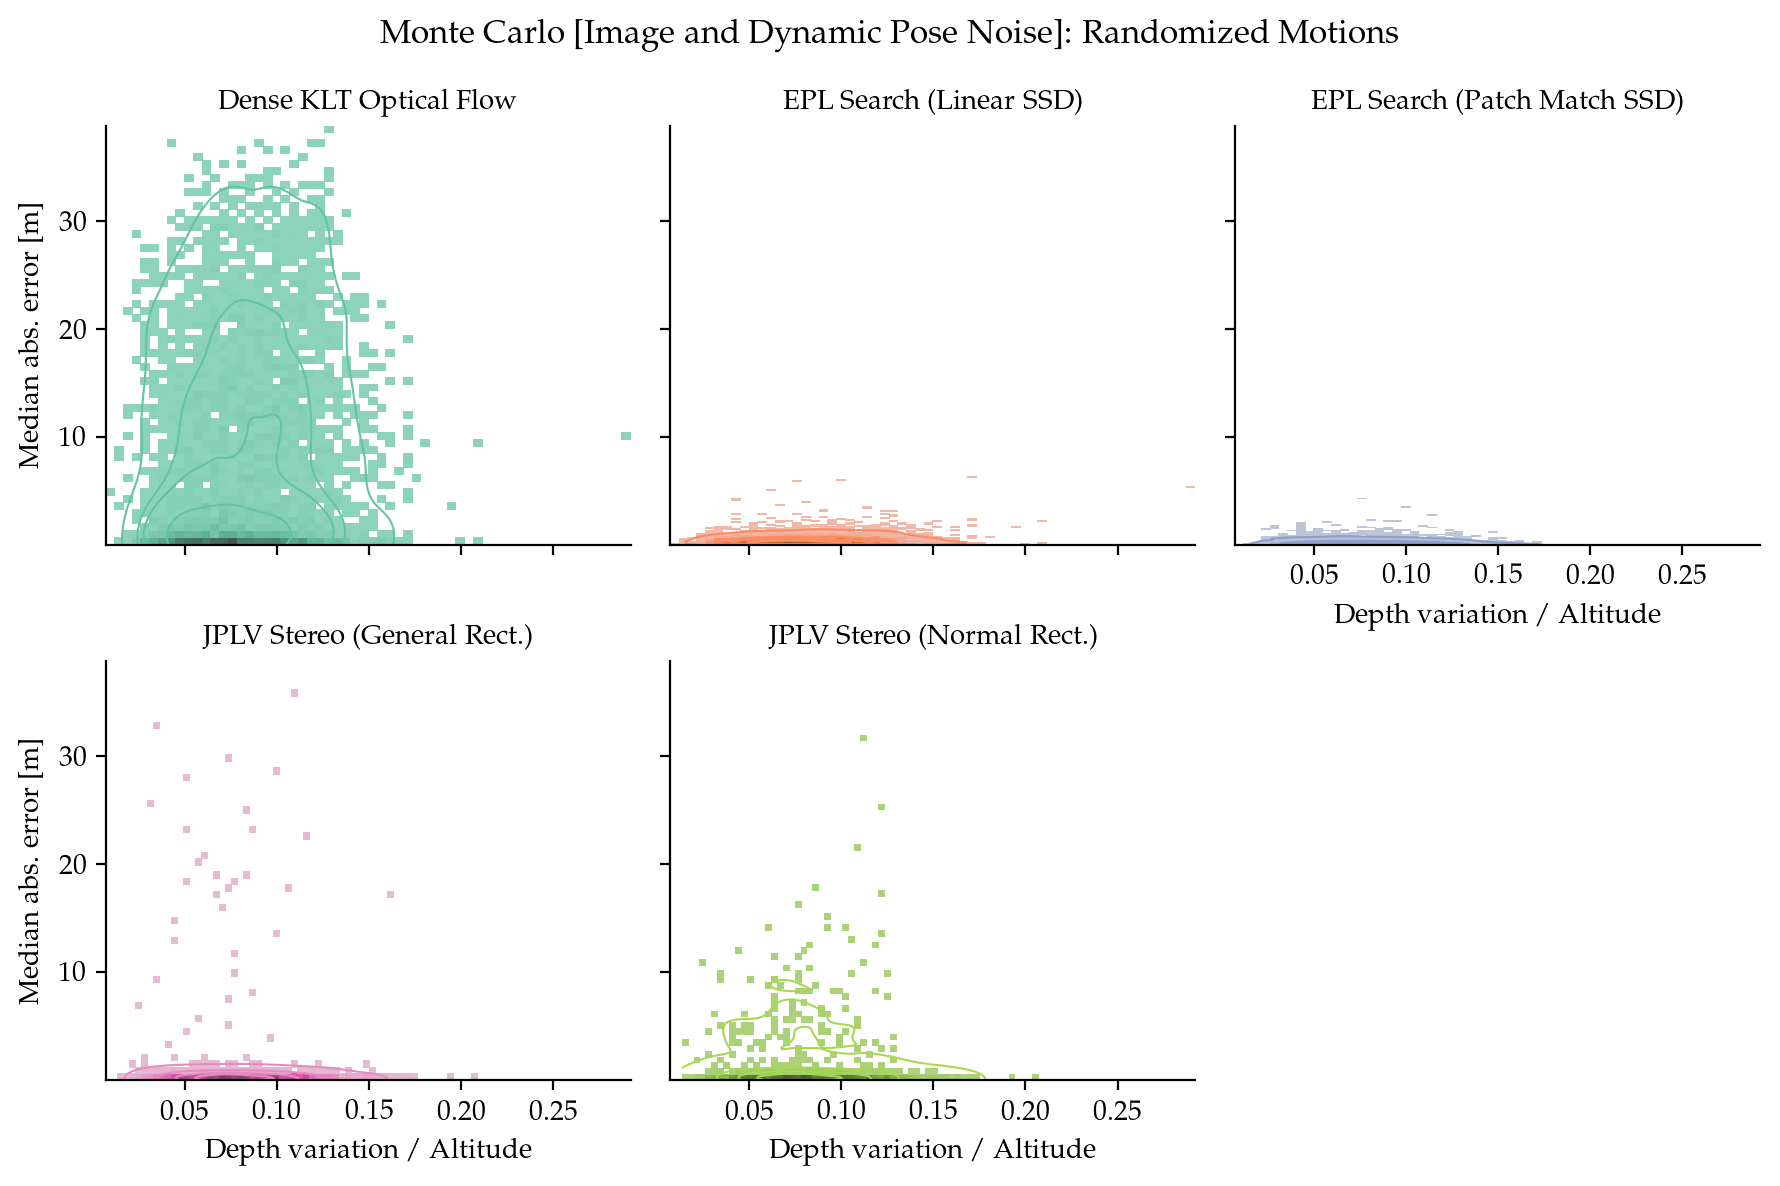 Monte Carlo [Image and Dynamic Pose Noise]: Randomized Motions
Dense KLT Optical Flow
EPL Search (Linear SSD)
EPL Search (Patch Match SSD)
Median abs. error [m]
30
20
10
0.05 0.10 0.15 0.20 0.25
Depth variation / Altitude
JPLV Stereo (General Rect.)
JPLV Stereo (Normal Rect.)
Median abs. error [m]
30
20
10
0.05 0.10 0.15 0.20 0.25
Depth variation / Altitude
0.05 0.10 0.15 0.20 0.25
Depth variation / Altitude